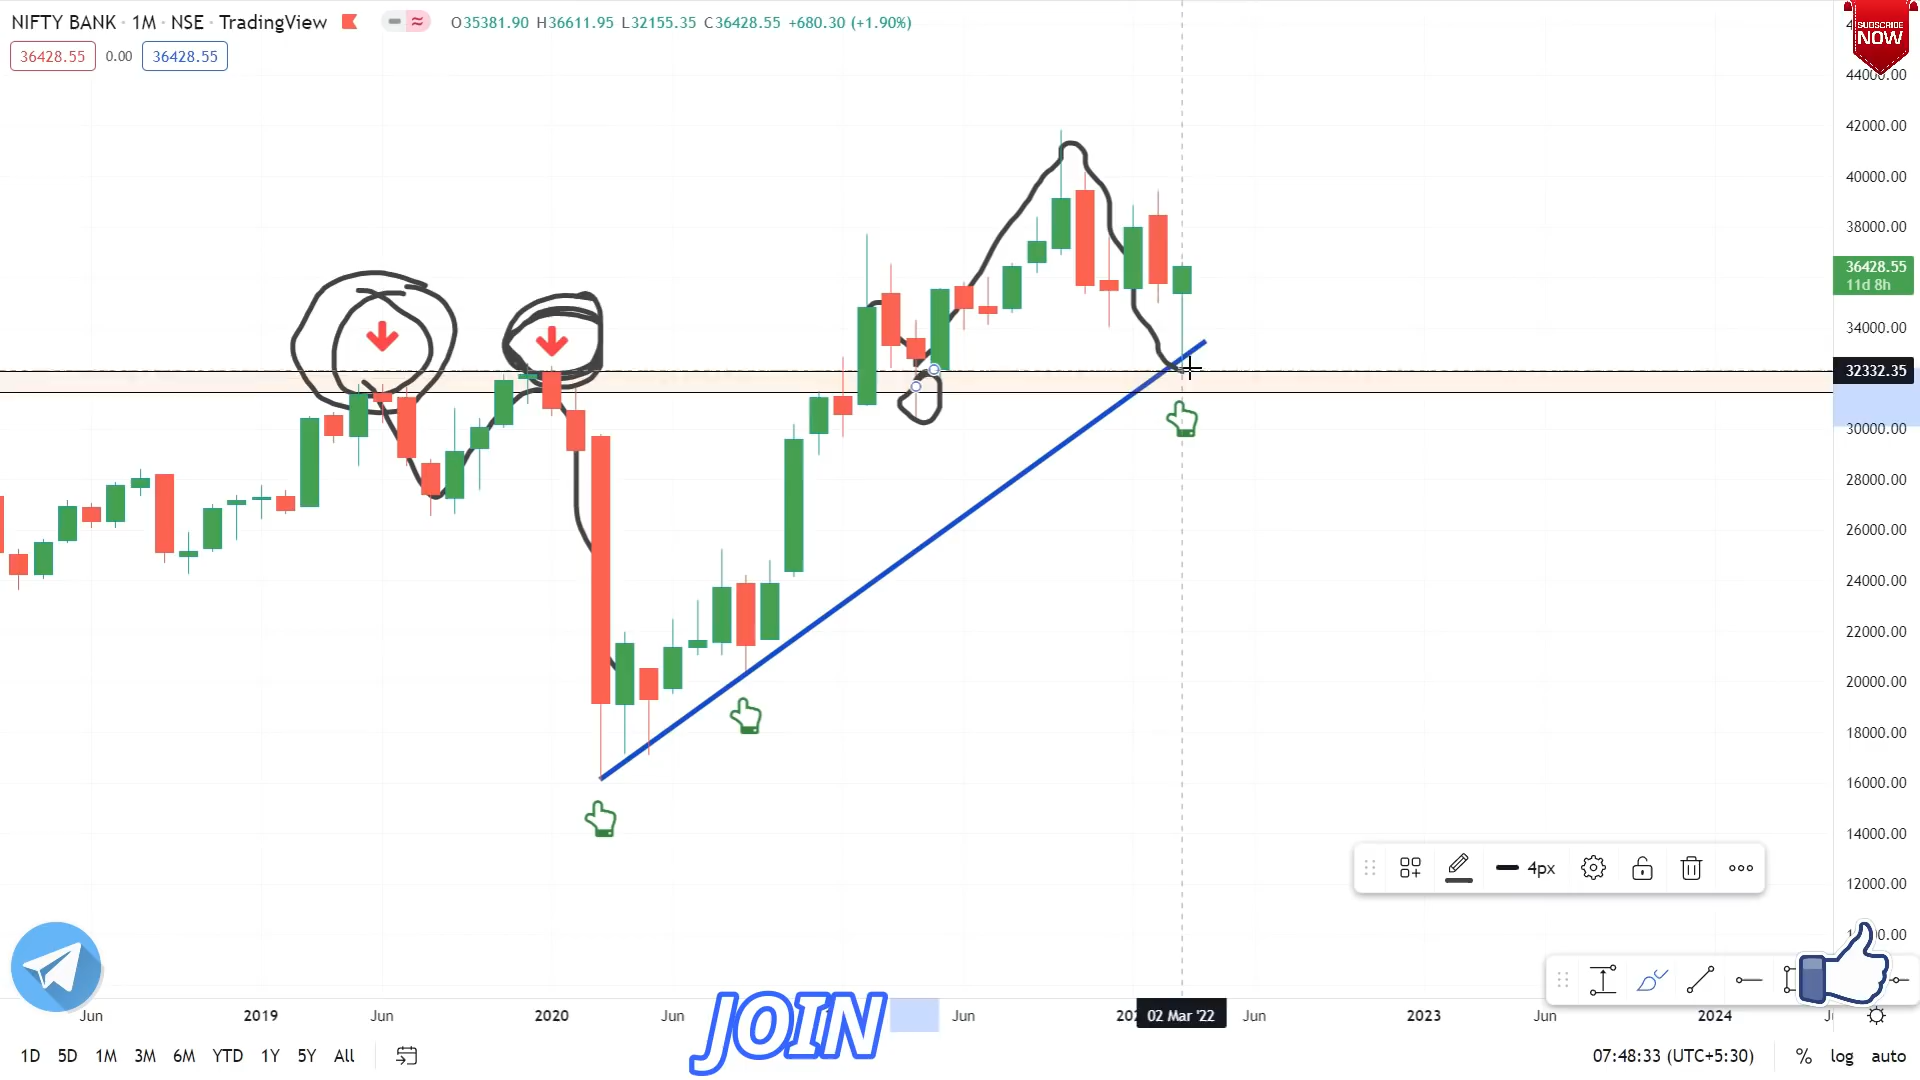 NIFTY BANK · 1M · NSE · TradingView
O35381.90 H36611.95 L32155.35 C36428.55 +680.30 (+1.90%)
36428.55 0.00 36428.55
SUBSCRIBE
NOW
44000.00
42000.00
40000.00
38000.00
36428.55
11d 8h
34000.00
32332.35
30000.00
28000.00
26000.00
24000.00
22000.00
20000.00
18000.00
16000.00
14000.00
12000.00
4px
Jun 2019 Jun 2020 Jun Jun 02 Mar '22 Jun 2023 Jun 2024
JOIN
1D 5D 1M 3M 6M YTD 1Y 5Y All
07:48:33 (UTC+5:30) % log auto